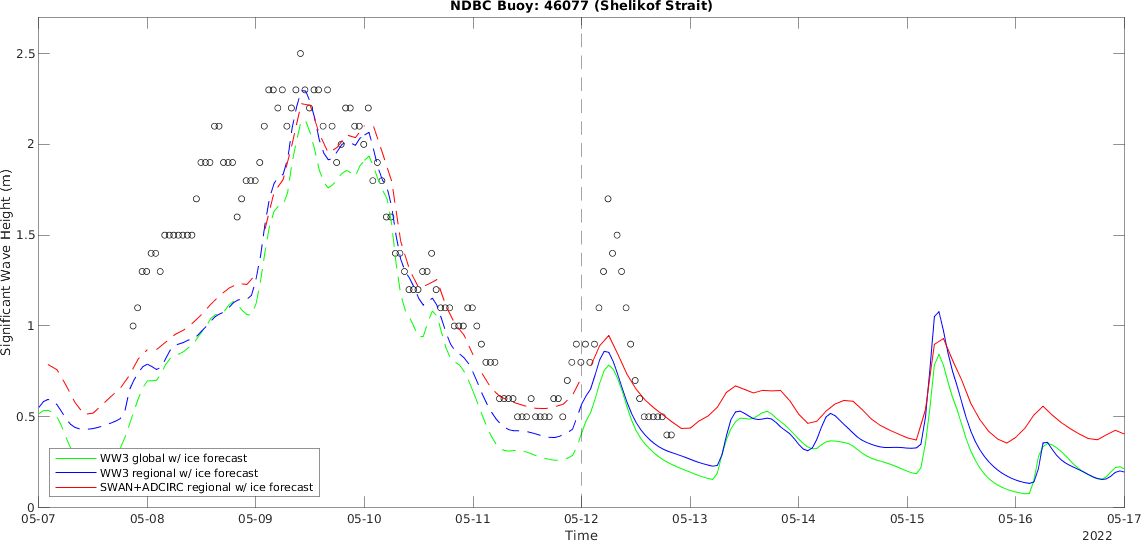 NDBC Buoy: 46077 (Shelikof Strait)
Significant Wave Height (m)
2.5
2
1.5
1
0.5
0
WW3 global w/ ice forecast
WW3 regional w/ ice forecast
SWAN+ADCIRC regional w/ ice forecast
05-07 05-08 05-09 05-10 05-11 05-12 05-13 05-14 05-15 05-16 05-17
Time
2022